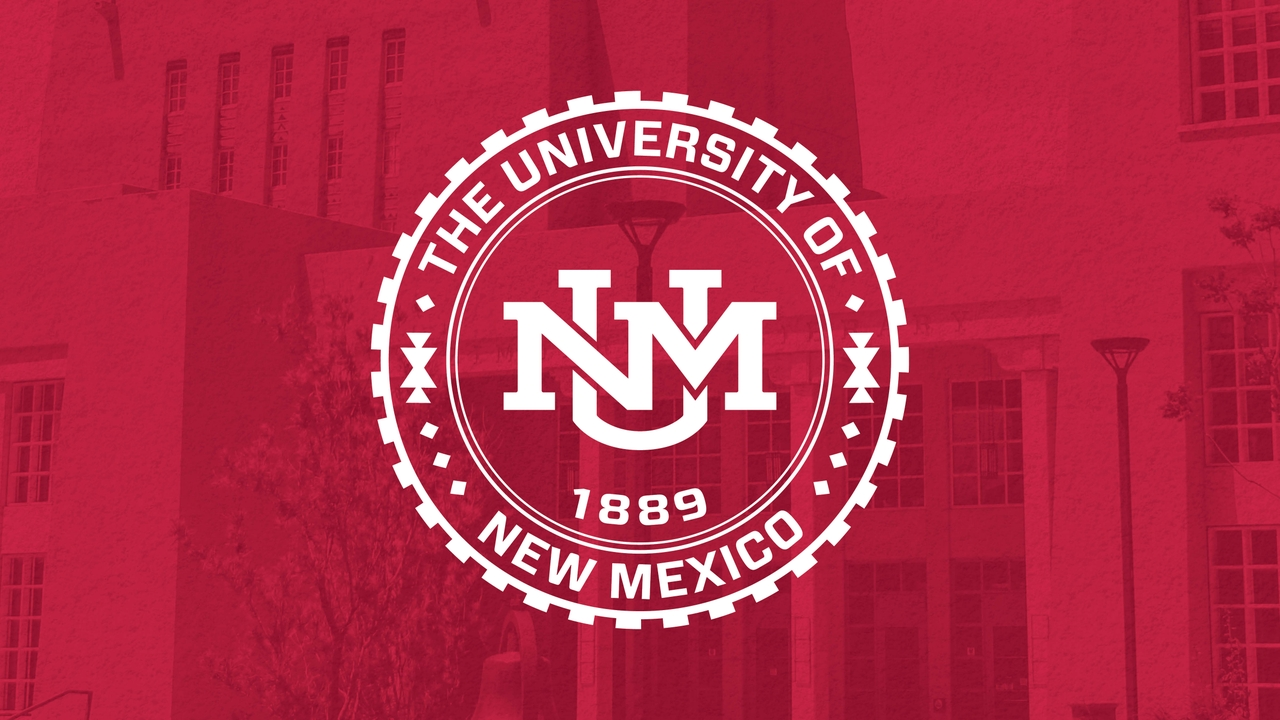 THE UNIVERSITY OF
UNM
1889
NEW MEXICO